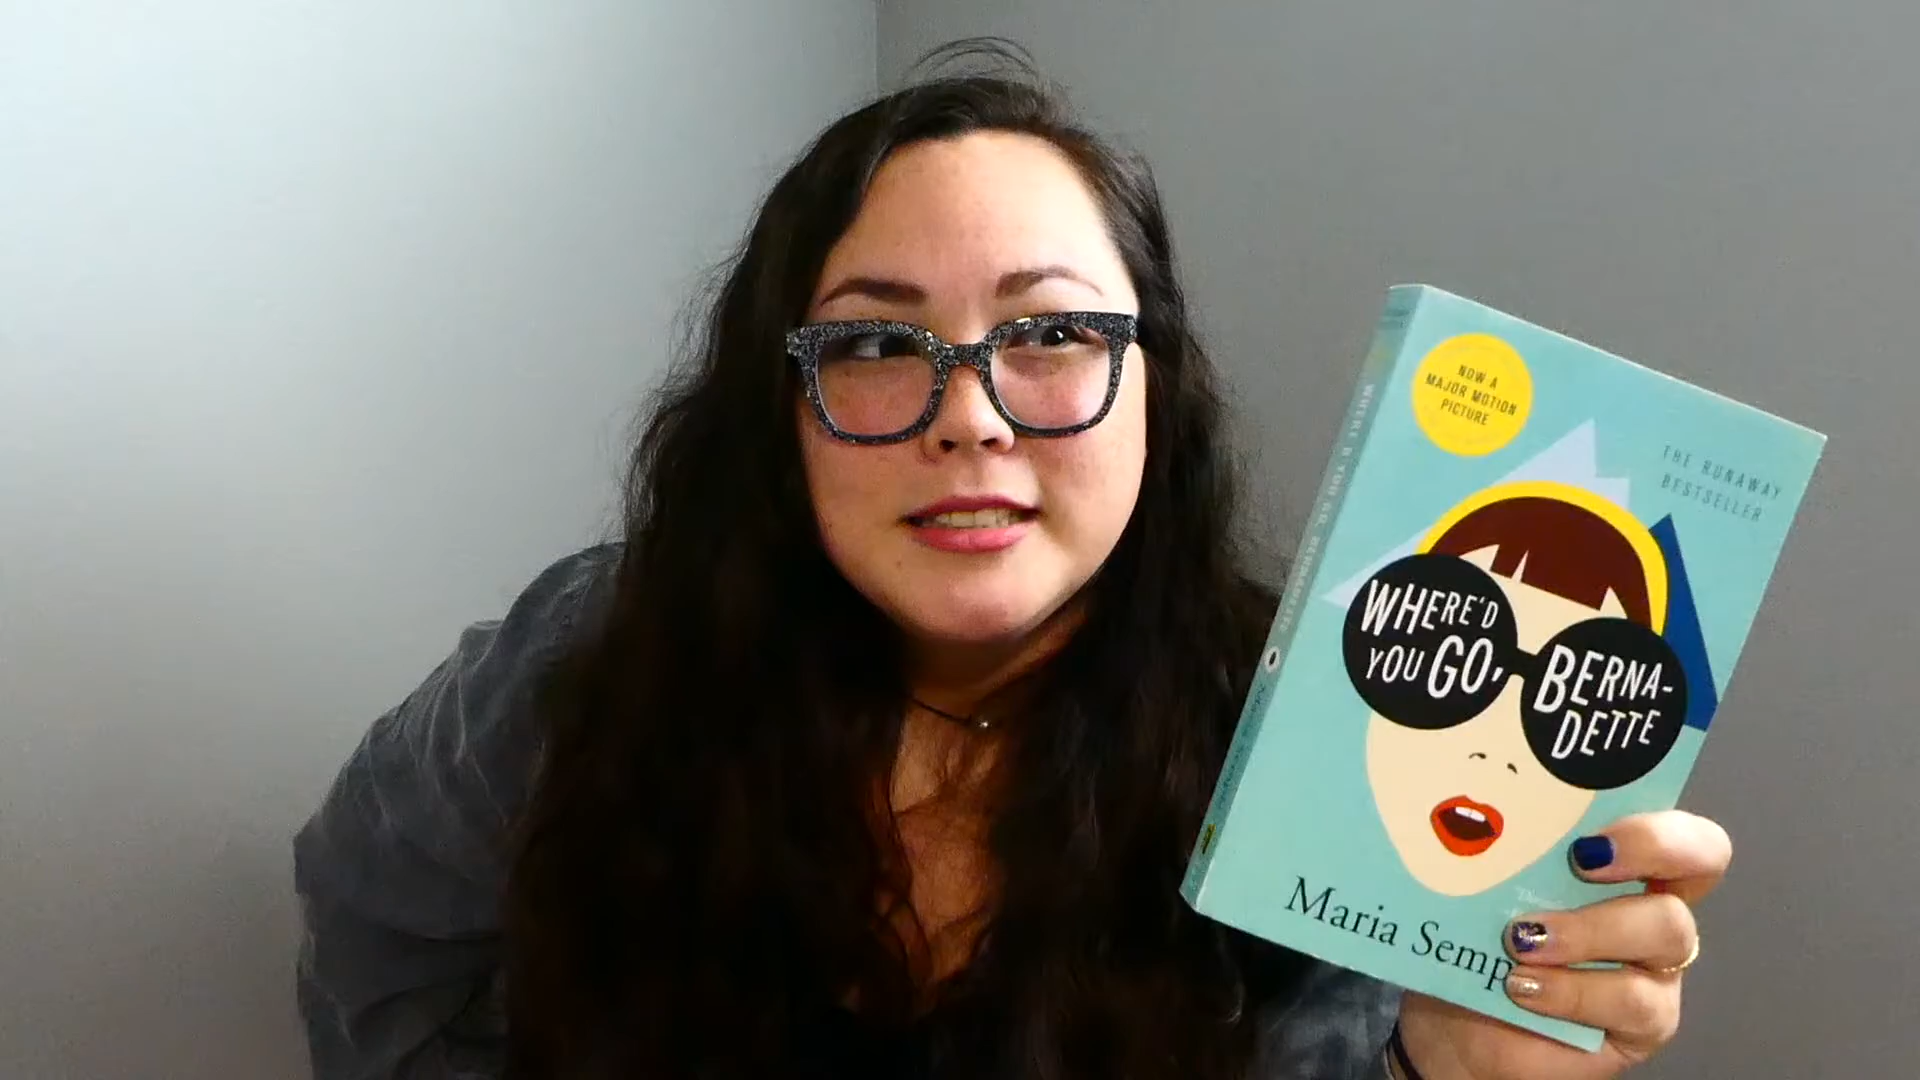 NOW A
MAJOR MOTION
PICTURE
THE RUNAWAY
BESTSELLER
WHERE'D
YOU GO,
BERNA-
DETTE
Maria Semp